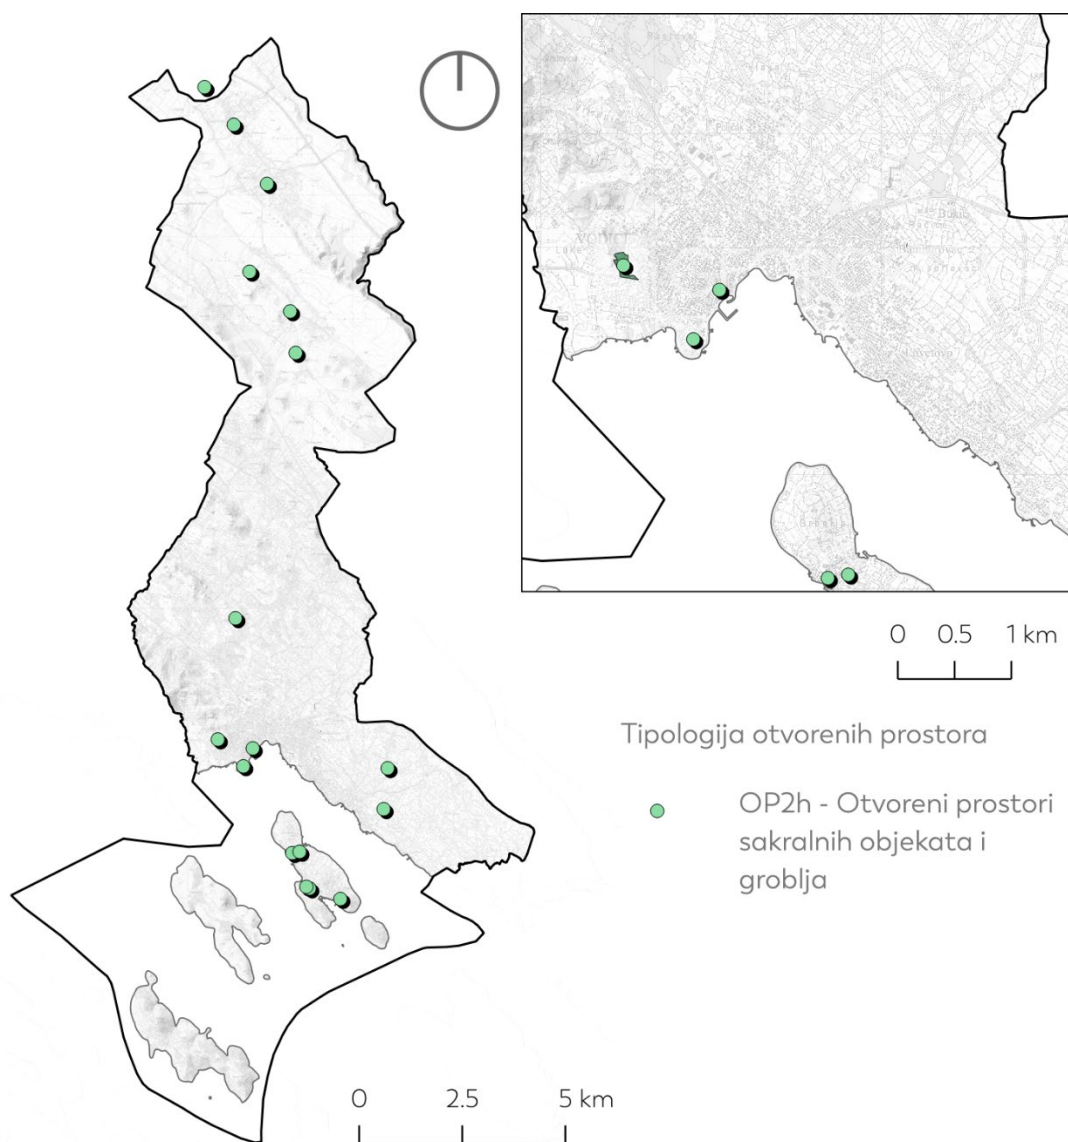 0 0.5 1 km
Tipologija otvorenih prostora
OP2h - Otvoreni prostori
sakralnih objekata i
groblja
0 2.5 5 km